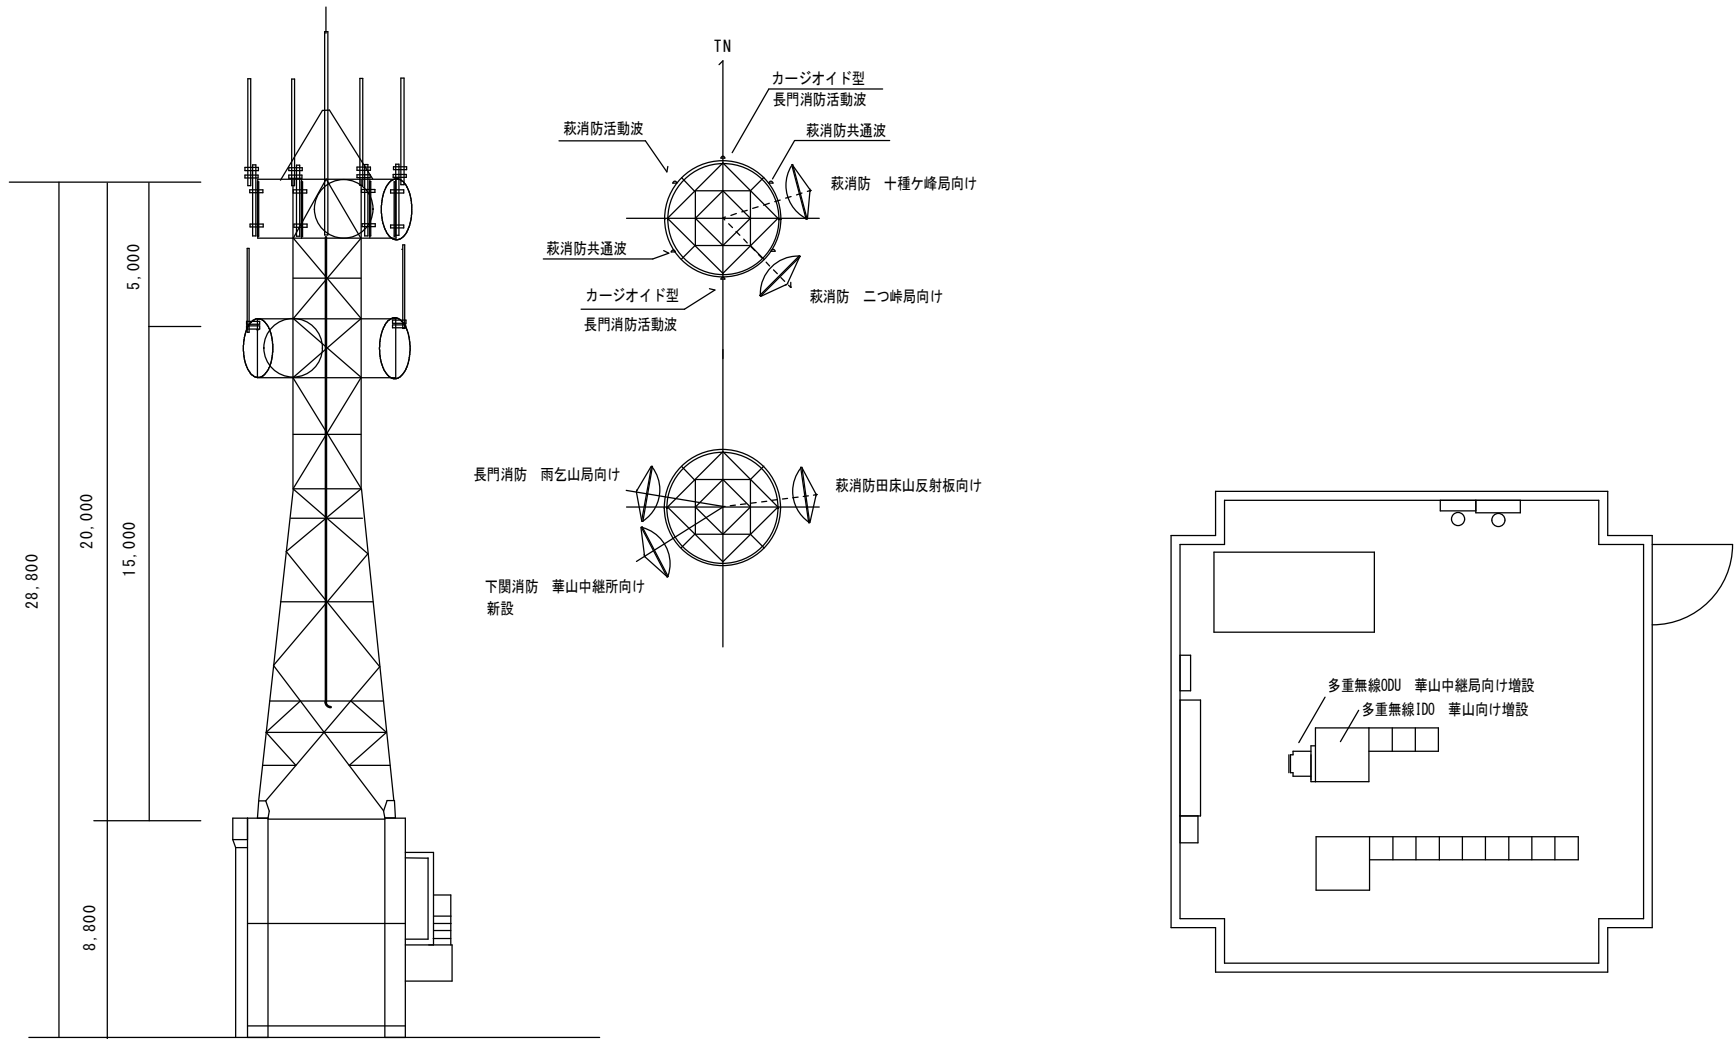 TN
カージオイド型
長門消防活動波
萩消防活動波
萩消防共通波
萩消防　十種ケ峰局向け
萩消防共通波
カージオイド型
長門消防活動波
萩消防　二つ峠局向け
5,000
20,000
15,000
28,800
8,800
長門消防　雨乞山局向け
萩消防田床山反射板向け
下関消防　華山中継所向け
新設
多重無線ODU　華山中継局向け増設
多重無線IDO　華山向け増設